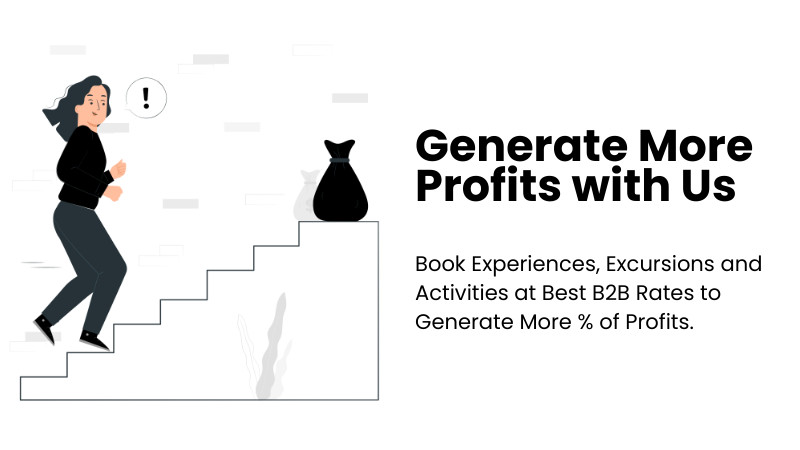 !
Generate More
Profits with Us
Book Experiences, Excursions and
Activities at Best B2B Rates to
Generate More % of Profits.